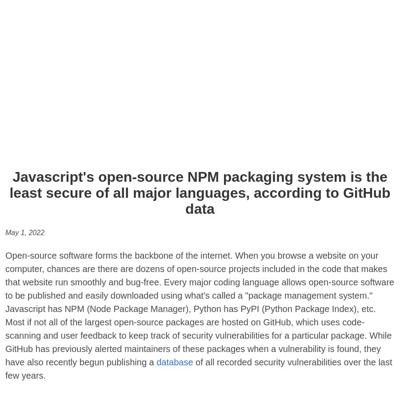 Javascript's open-source NPM packaging system is the
least secure of all major languages, according to GitHub
data
May 1, 2022
Open-source software forms the backbone of the internet. When you browse a website on your
computer, chances are there are dozens of open-source projects included in the code that makes
that website run smoothly and bug-free. Every major coding language allows open-source software
to be published and easily downloaded using what's called a "package management system."
Javascript has NPM (Node Package Manager), Python has PyPI (Python Package Index), etc.
Most if not all of the largest open-source packages are hosted on GitHub, which uses code-
scanning and user feedback to keep track of security vulnerabilities for a particular package. While
GitHub has previously alerted maintainers of these packages when a vulnerability is found, they
have also recently begun publishing a database of all recorded security vulnerabilities over the last
few years.